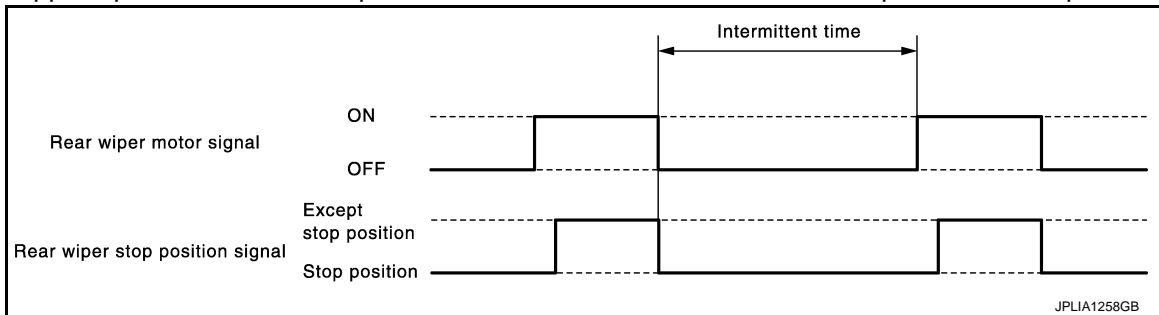 Intermittent time
ON
Rear wiper motor signal
OFF
Except
stop position
Rear wiper stop position signal
Stop position
JPLIA1258GB